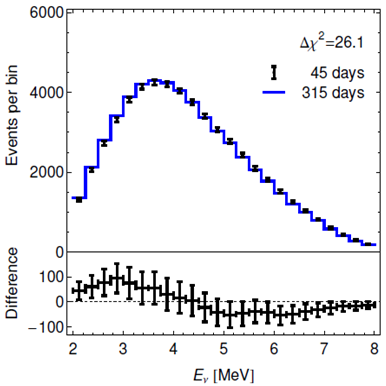 6000
Δχ²=26.1
45 days
4000
315 days
Events per bin
2000
0
100
Difference
0
−100
2 3 4 5 6 7 8
Eν [MeV]